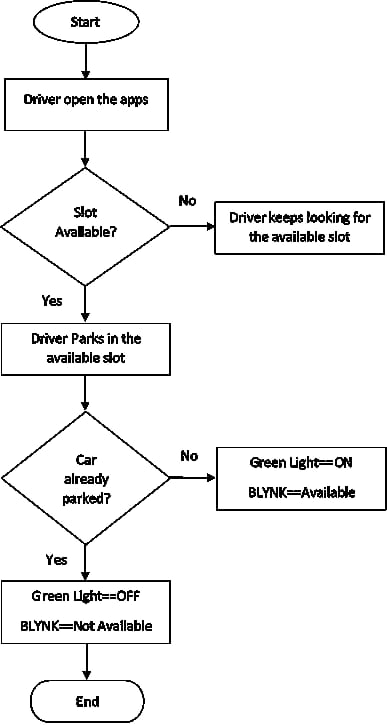 Start
Driver open the apps
Slot
Available?
No
Driver keeps looking for
the available slot
Yes
Driver Parks in the
available slot
Car
already
parked?
No
Green Light==ON
BLYNK==Available
Yes
Green Light==OFF
BLYNK==Not Available
End